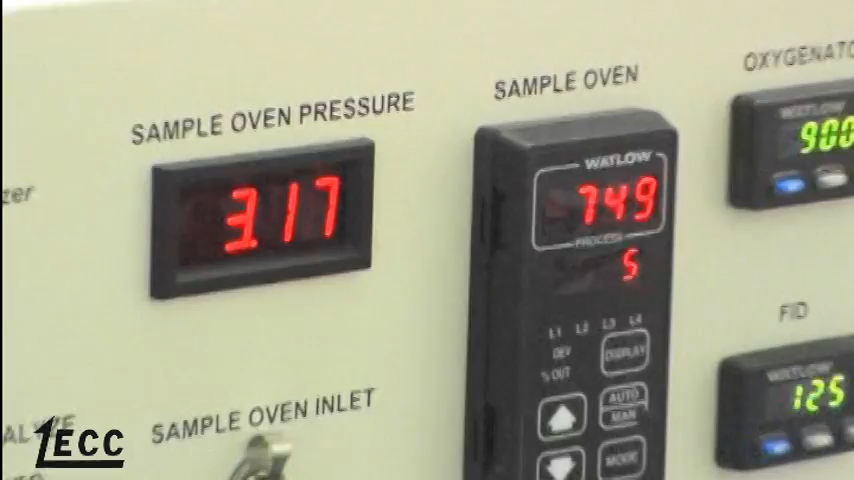 SAMPLE OVEN PRESSURE
317
SAMPLE OVEN
WATLOW
749
PROCESS
5
L1 L2 L3 L4
DEV
% OUT
DISPLAY
AUTO
MAN
MODE
OXYGENATO
WATLOW
900
FID
WATLOW
125
zer
SAMPLE OVEN INLET
ECC